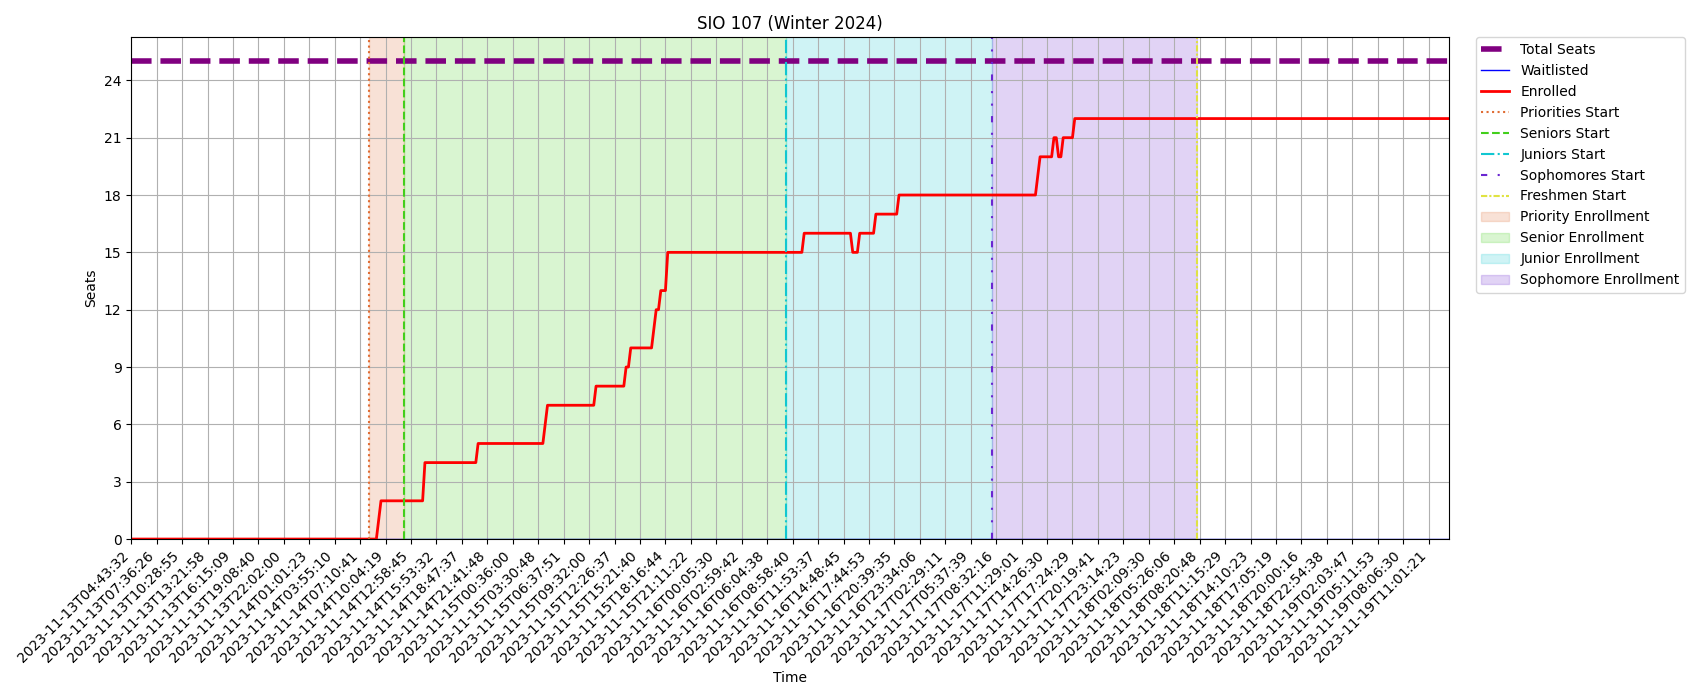 SIO 107 (Winter 2024)
Seats
24
21
18
15
12
9
6
3
0
2023-11-13T04:43:32
2023-11-13T07:36:26
2023-11-13T10:28:55
2023-11-13T13:21:58
2023-11-13T16:15:09
2023-11-13T19:08:40
2023-11-13T22:02:00
2023-11-14T01:01:23
2023-11-14T03:55:10
2023-11-14T07:10:41
2023-11-14T10:04:19
2023-11-14T12:58:45
2023-11-14T15:53:32
2023-11-14T18:47:37
2023-11-14T21:41:48
2023-11-15T00:36:00
2023-11-15T03:30:48
2023-11-15T06:37:51
2023-11-15T09:32:00
2023-11-15T12:26:37
2023-11-15T15:21:40
2023-11-15T18:16:44
2023-11-15T21:11:22
2023-11-16T00:05:30
2023-11-16T02:59:42
2023-11-16T06:04:38
2023-11-16T08:58:40
2023-11-16T11:53:37
2023-11-16T14:48:45
2023-11-16T17:44:53
2023-11-16T20:39:35
2023-11-16T23:34:06
2023-11-17T02:29:11
2023-11-17T05:37:39
2023-11-17T08:32:16
2023-11-17T11:29:01
2023-11-17T14:26:30
2023-11-17T17:24:29
2023-11-17T20:19:41
2023-11-17T23:14:23
2023-11-18T02:09:30
2023-11-18T05:26:06
2023-11-18T08:20:48
2023-11-18T11:15:29
2023-11-18T14:10:23
2023-11-18T17:05:19
2023-11-18T20:00:16
2023-11-18T22:54:38
2023-11-19T02:03:47
2023-11-19T05:11:53
2023-11-19T08:06:30
2023-11-19T11:01:21
Time
Total Seats
Waitlisted
Enrolled
Priorities Start
Seniors Start
Juniors Start
Sophomores Start
Freshmen Start
Priority Enrollment
Senior Enrollment
Junior Enrollment
Sophomore Enrollment